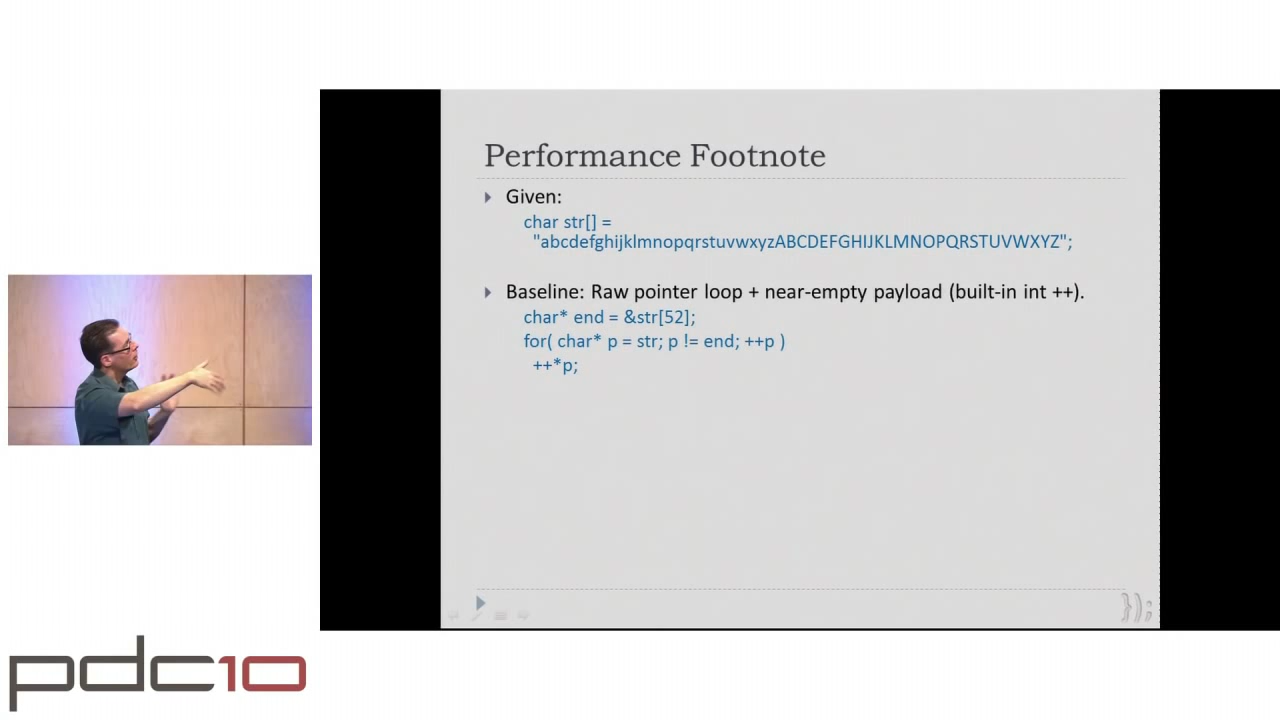 Performance Footnote
Given:
char str[] =
"abcdefghijklmnopqrstuvwxyzABCDEFGHIJKLMNOPQRSTUVWXYZ";
Baseline: Raw pointer loop + near-empty payload (built-in int ++).
char* end = &str[52];
for( char* p = str; p != end; ++p )
++*p;
});
pdc10